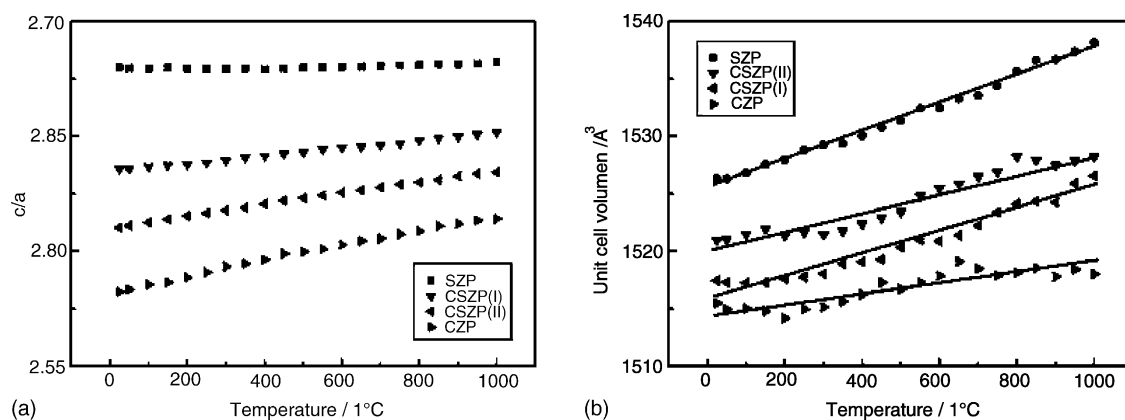 2.70
2.85
2.80
2.55
c/a
SZP
CSZP(I)
CSZP(II)
CZP
0 200 400 600 800 1000
Temperature / 1°C
(a)
1540
1530
1520
1510
Unit cell volumen /A³
SZP
CSZP(II)
CSZP(I)
CZP
0 200 400 600 800 1000
Temperature / 1°C
(b)